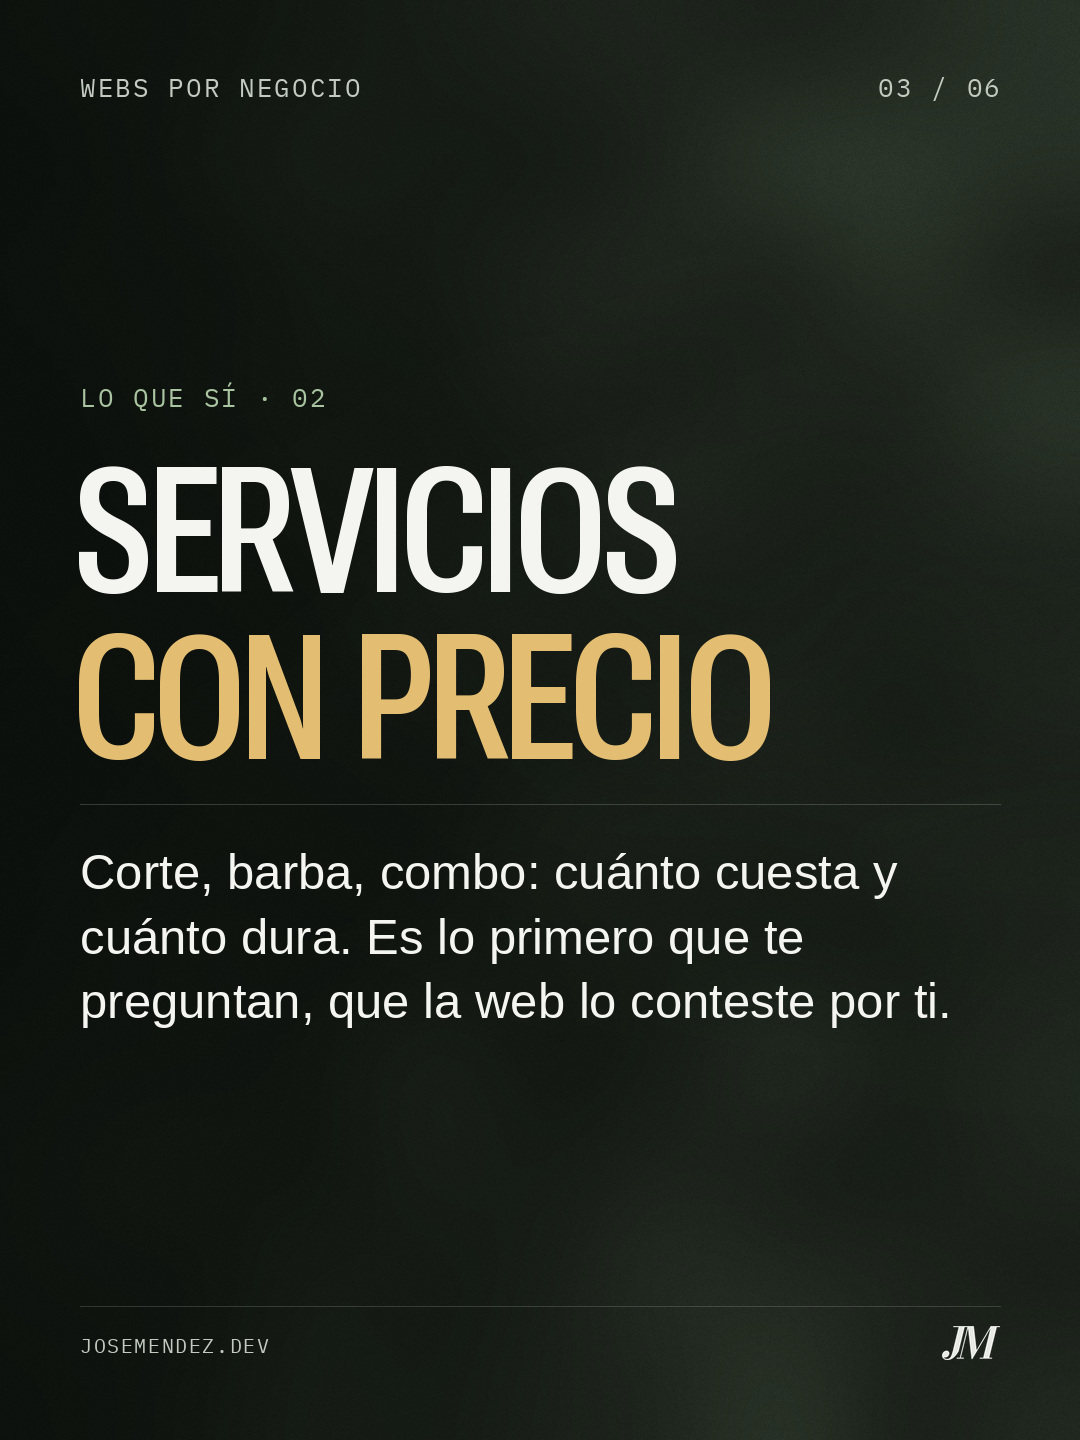 WEBS POR NEGOCIO
03 / 06
LO QUE SÍ · 02
SERVICIOS
CON PRECIO
Corte, barba, combo: cuánto cuesta y
cuánto dura. Es lo primero que te
preguntan, que la web lo conteste por ti.
JOSEMENDEZ.DEV
JM